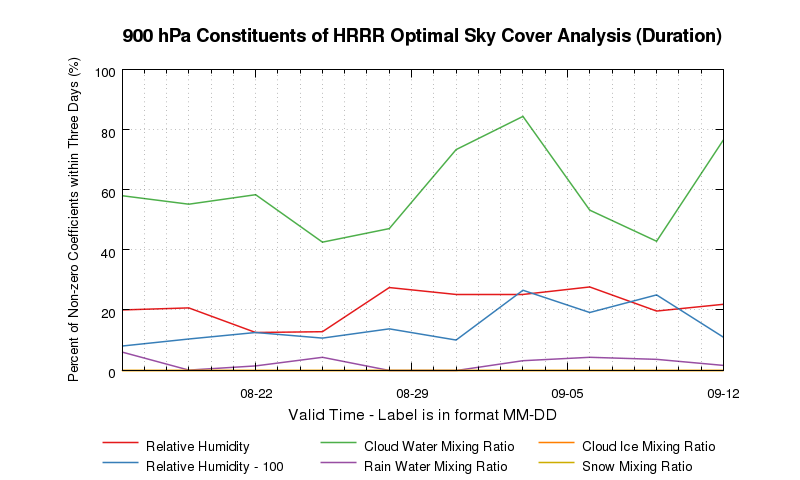 900 hPa Constituents of HRRR Optimal Sky Cover Analysis (Duration)
Percent of Non-zero Coefficients within Three Days (%)
100
80
60
40
20
0
08-22 08-29 09-05 09-12
Valid Time - Label is in format MM-DD
Relative Humidity Cloud Water Mixing Ratio Cloud Ice Mixing Ratio
Relative Humidity - 100 Rain Water Mixing Ratio Snow Mixing Ratio